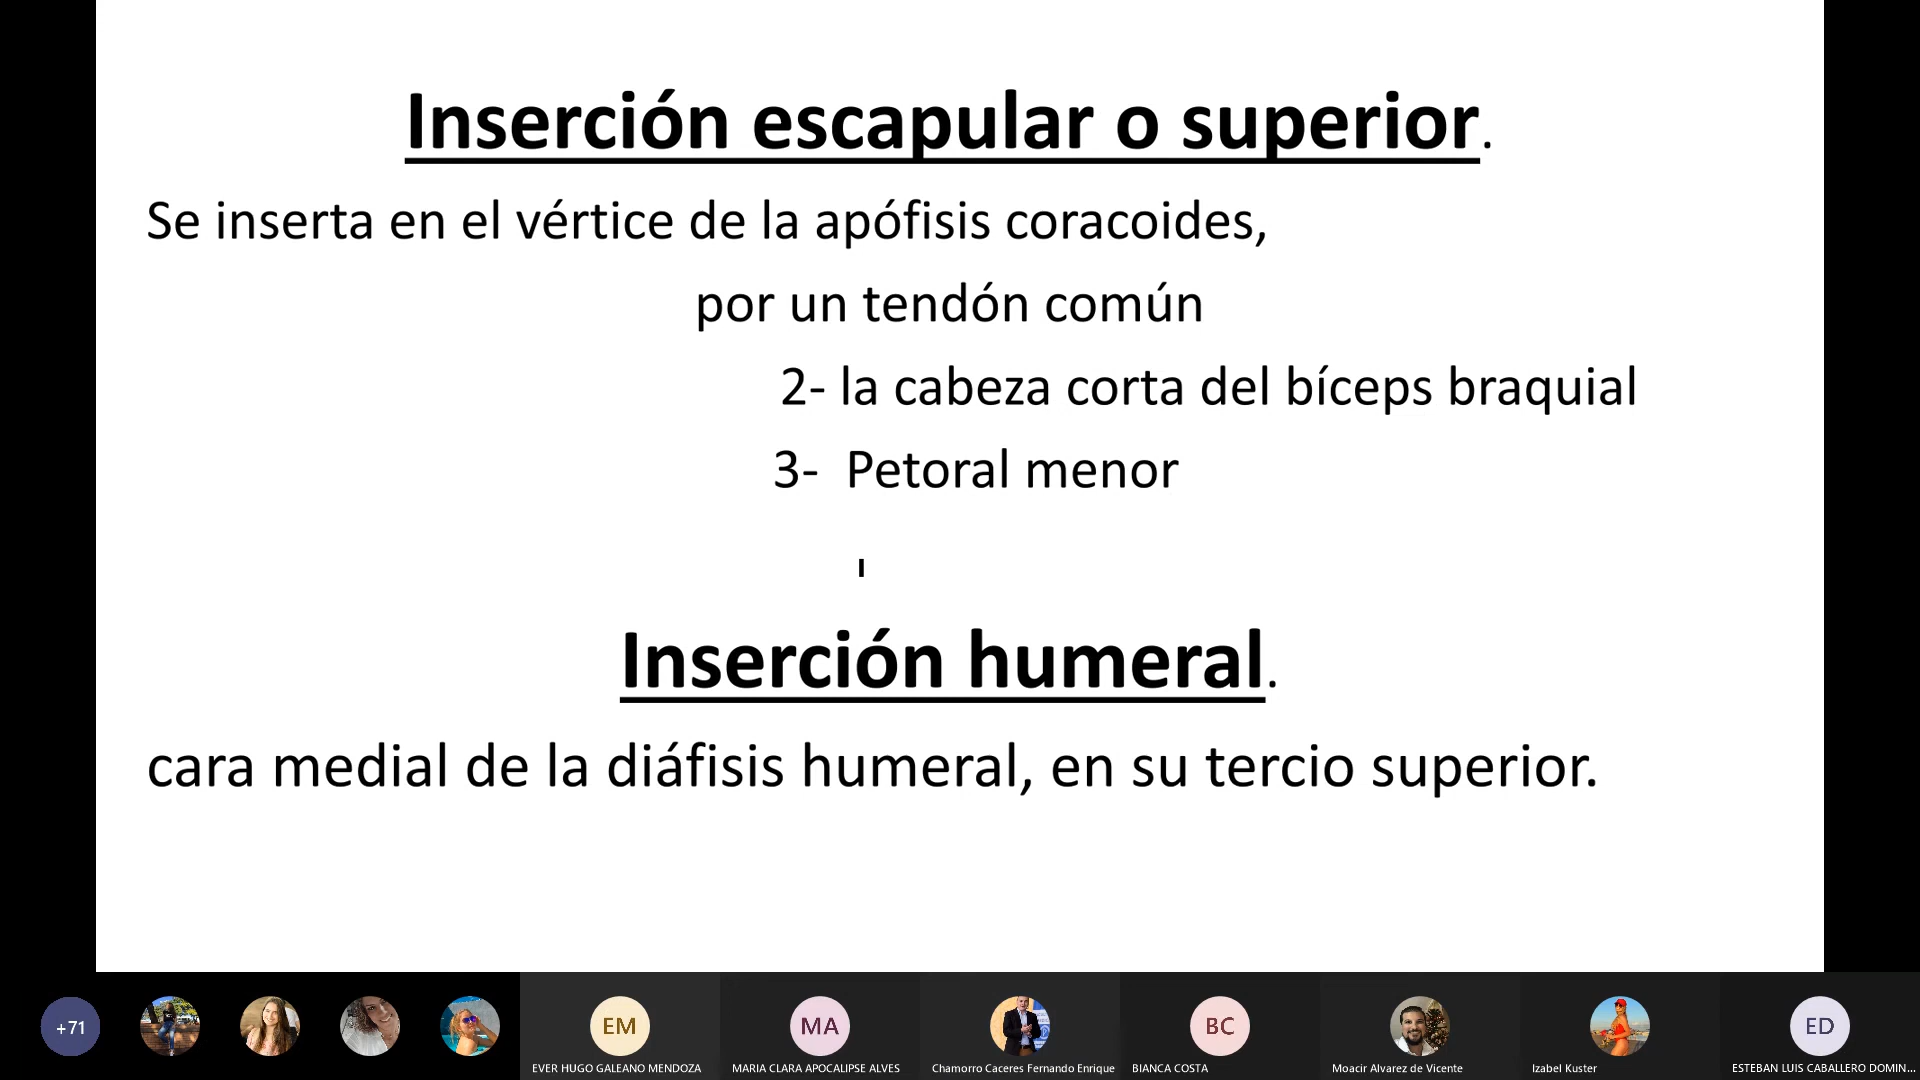 Inserción escapular o superior.
Se inserta en el vértice de la apófisis coracoides,
por un tendón común
2- la cabeza corta del bíceps braquial
3- Petoral menor
Inserción humeral.
cara medial de la diáfisis humeral, en su tercio superior.
+71
EM
MA
BC
ED
EVER HUGO GALEANO MENDOZA
MARIA CLARA APOCALIPSE ALVES
Chamorro Caceres Fernando Enrique
BIANCA COSTA
Moacir Alvarez de Vicente
Izabel Kuster
ESTEBAN LUIS CABALLERO DOMIN...